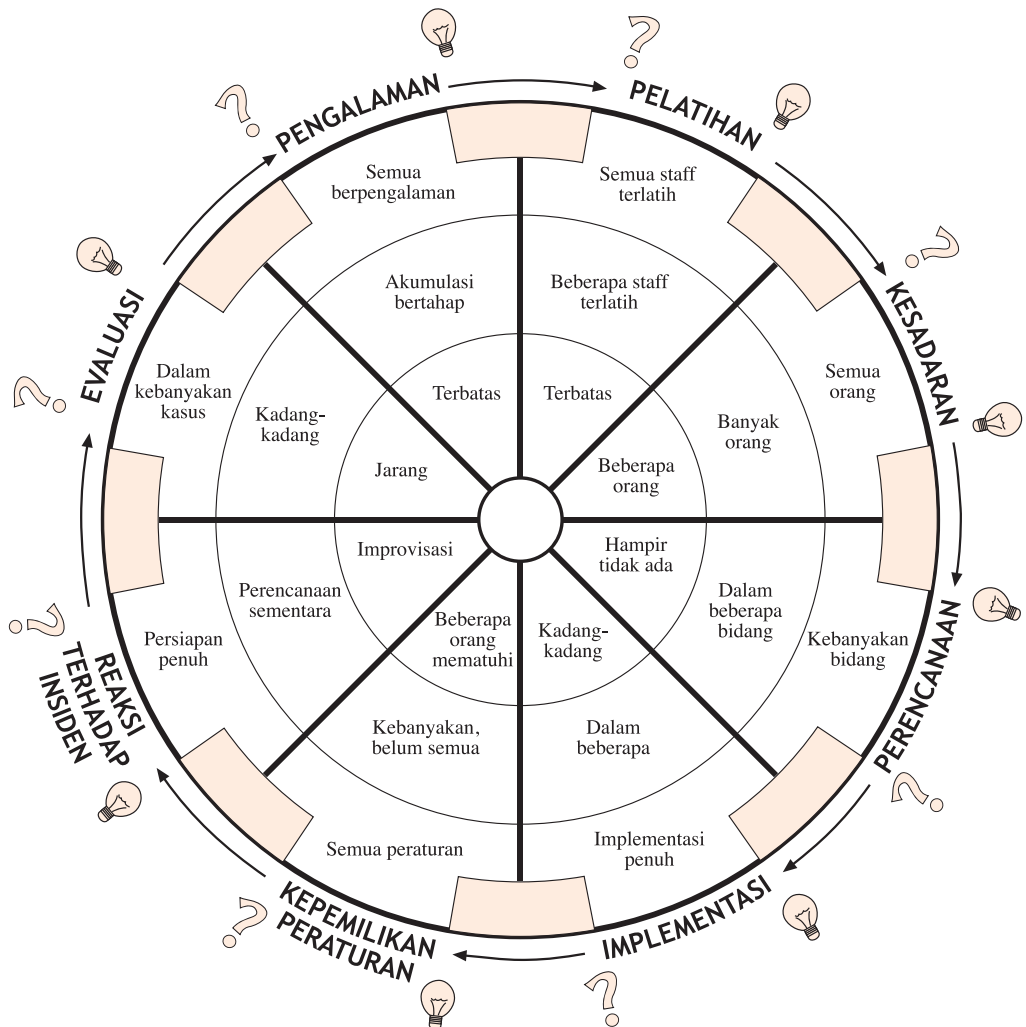 PENGALAMAN
PELATIHAN
KESADARAN
PERENCANAAN
IMPLEMENTASI
KEPEMILIKAN
PERATURAN
REAKSI
TERHADAP
INSIDEN
EVALUASI
Semua
berpengalaman
Akumulasi
bertahap
Terbatas
Semua staff
terlatih
Beberapa staff
terlatih
Terbatas
Semua
orang
Banyak
orang
Beberapa
orang
Kebanyakan
bidang
Dalam
beberapa
bidang
Hampir
tidak ada
Implementasi
penuh
Dalam
beberapa
Kadang-
kadang
Semua peraturan
Kebanyakan,
belum semua
Beberapa
orang
mematuhi
Persiapan
penuh
Perencanaan
sementara
Improvisasi
Dalam
kebanyakan
kasus
Kadang-
kadang
Jarang